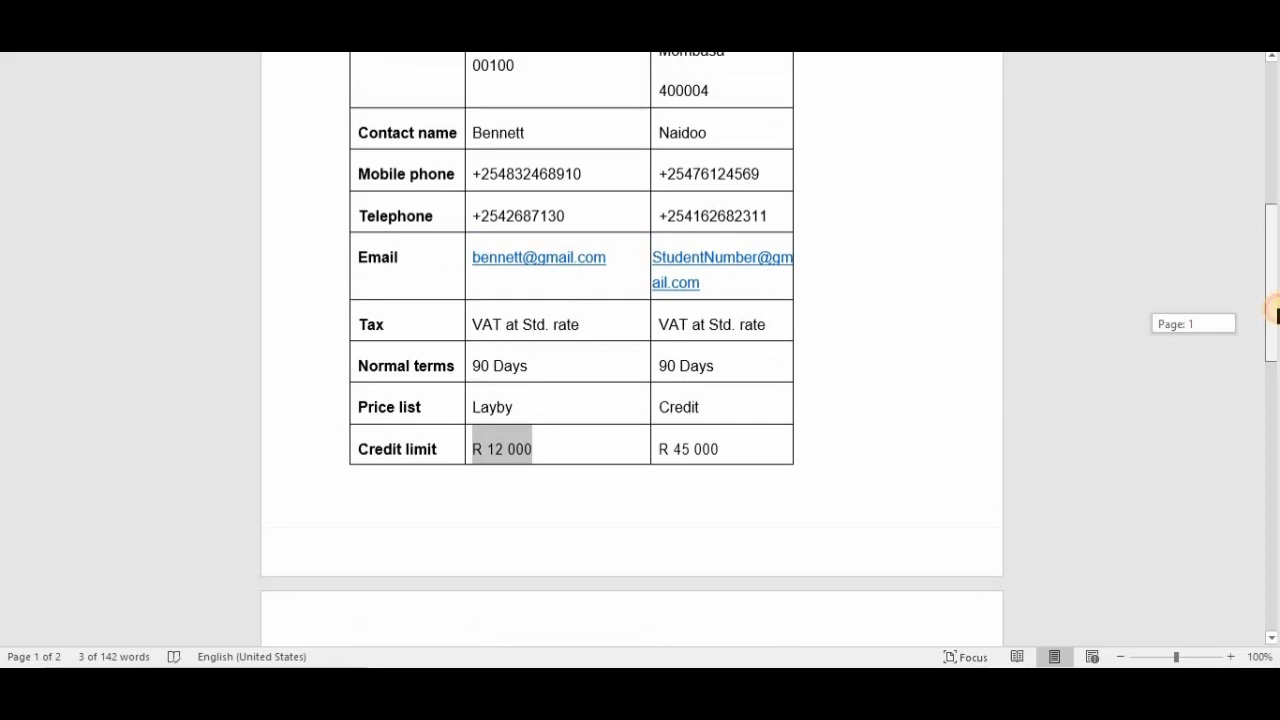 00100
Mombasa
400004
Contact name Bennett Naidoo
Mobile phone +254832468910 +25476124569
Telephone +2542687130 +254162682311
Email bennett@gmail.com StudentNumber@gm
ail.com
Tax VAT at Std. rate VAT at Std. rate
Page: 1
Normal terms 90 Days 90 Days
Price list Layby Credit
Credit limit R 12 000 R 45 000
Page 1 of 2 3 of 142 words English (United States) Focus 100%